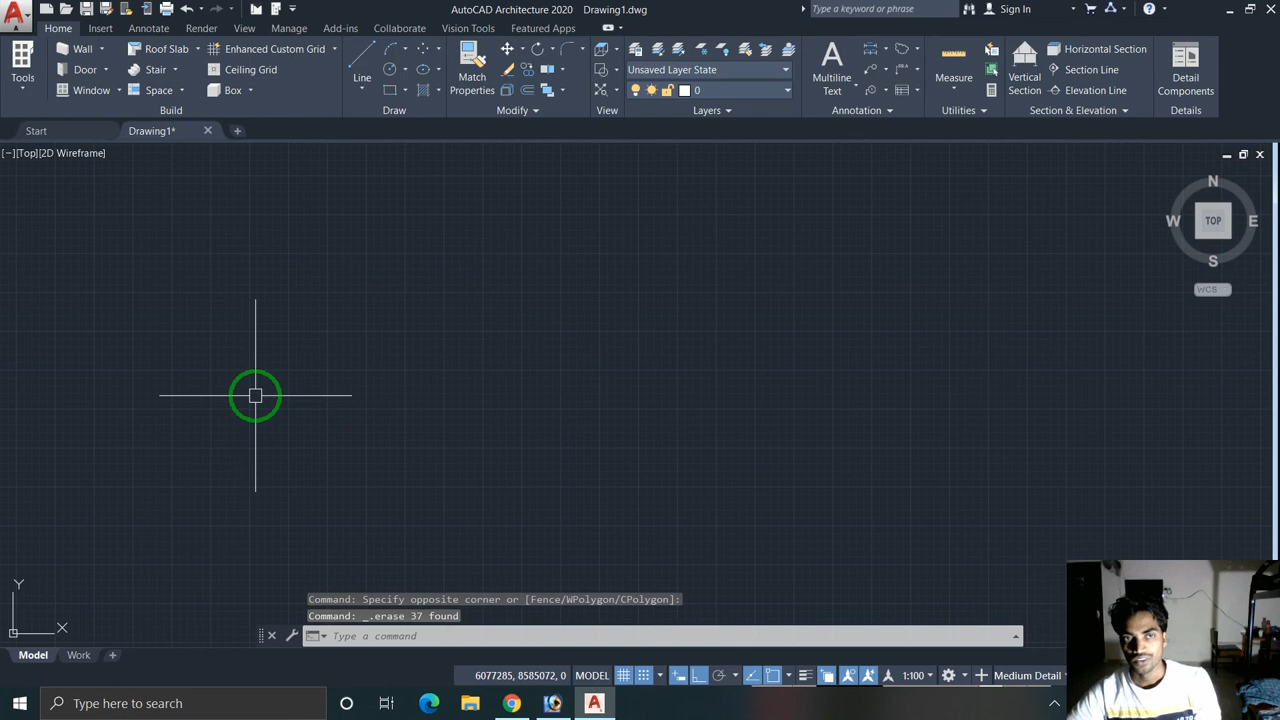 AutoCAD Architecture 2020 Drawing1.dwg
Type a keyword or phrase
Sign In
Home Insert Annotate Render View Manage Add-ins Collaborate Vision Tools Featured Apps
Tools
Wall
Door
Window
Roof Slab
Stair
Space
Enhanced Custom Grid
Ceiling Grid
Box
Build
Line
Draw
Match
Properties
Modify
View
Unsaved Layer State
0
Layers
Multiline
Text
Annotation
Measure
Utilities
Vertical
Section
Horizontal Section
Section Line
Elevation Line
Section & Elevation
Detail
Components
Details
Start
Drawing1*
[−][Top][2D Wireframe]
N
W
TOP
E
S
WCS
Y
X
Command: Specify opposite corner or [Fence/WPolygon/CPolygon]:
Command: _.erase 37 found
Type a command
Model Work
6077285, 8585072, 0 MODEL
1:100
Medium Detail
Type here to search